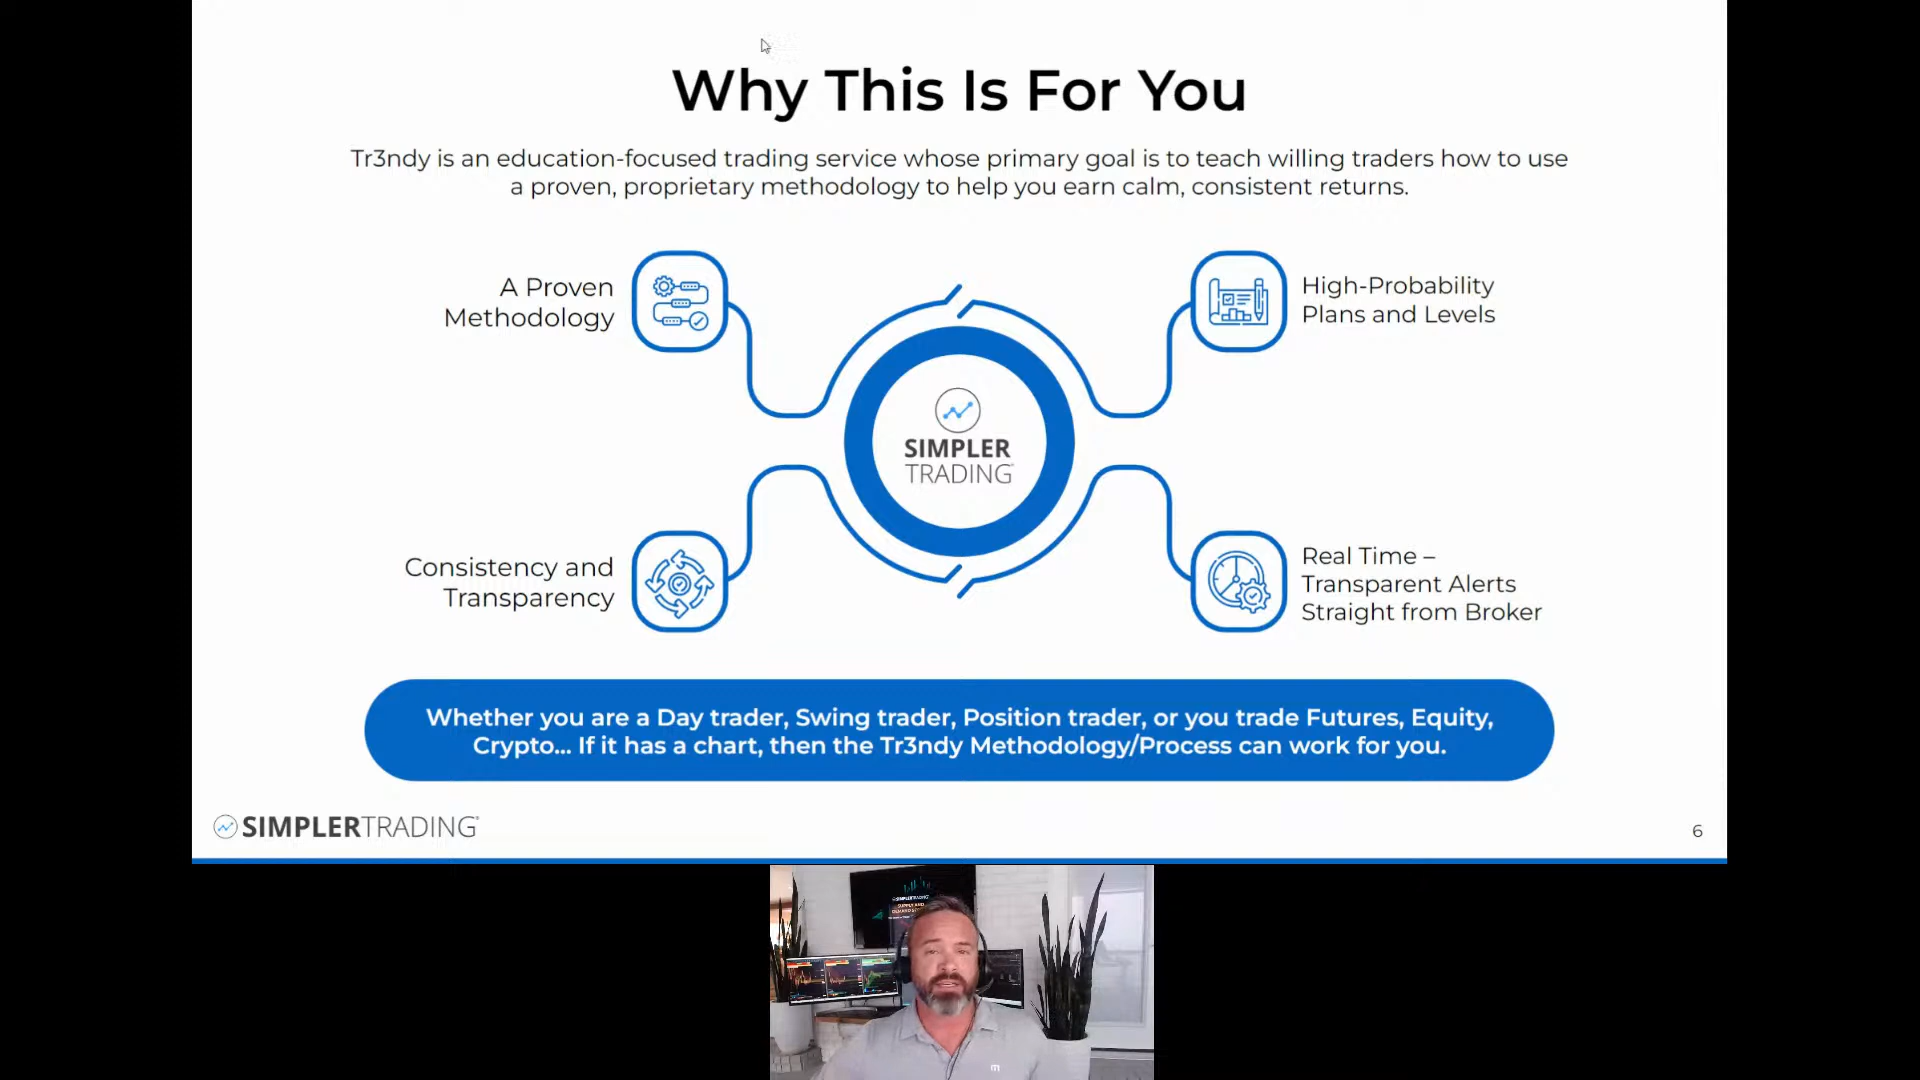 Why This Is For You
Tr3ndy is an education-focused trading service whose primary goal is to teach willing traders how to use
a proven, proprietary methodology to help you earn calm, consistent returns.
A Proven
Methodology
High-Probability
Plans and Levels
SIMPLER
TRADING
Consistency and
Transparency
Real Time –
Transparent Alerts
Straight from Broker
Whether you are a Day trader, Swing trader, Position trader, or you trade Futures, Equity,
Crypto... If it has a chart, then the Tr3ndy Methodology/Process can work for you.
SIMPLERTRADING
6